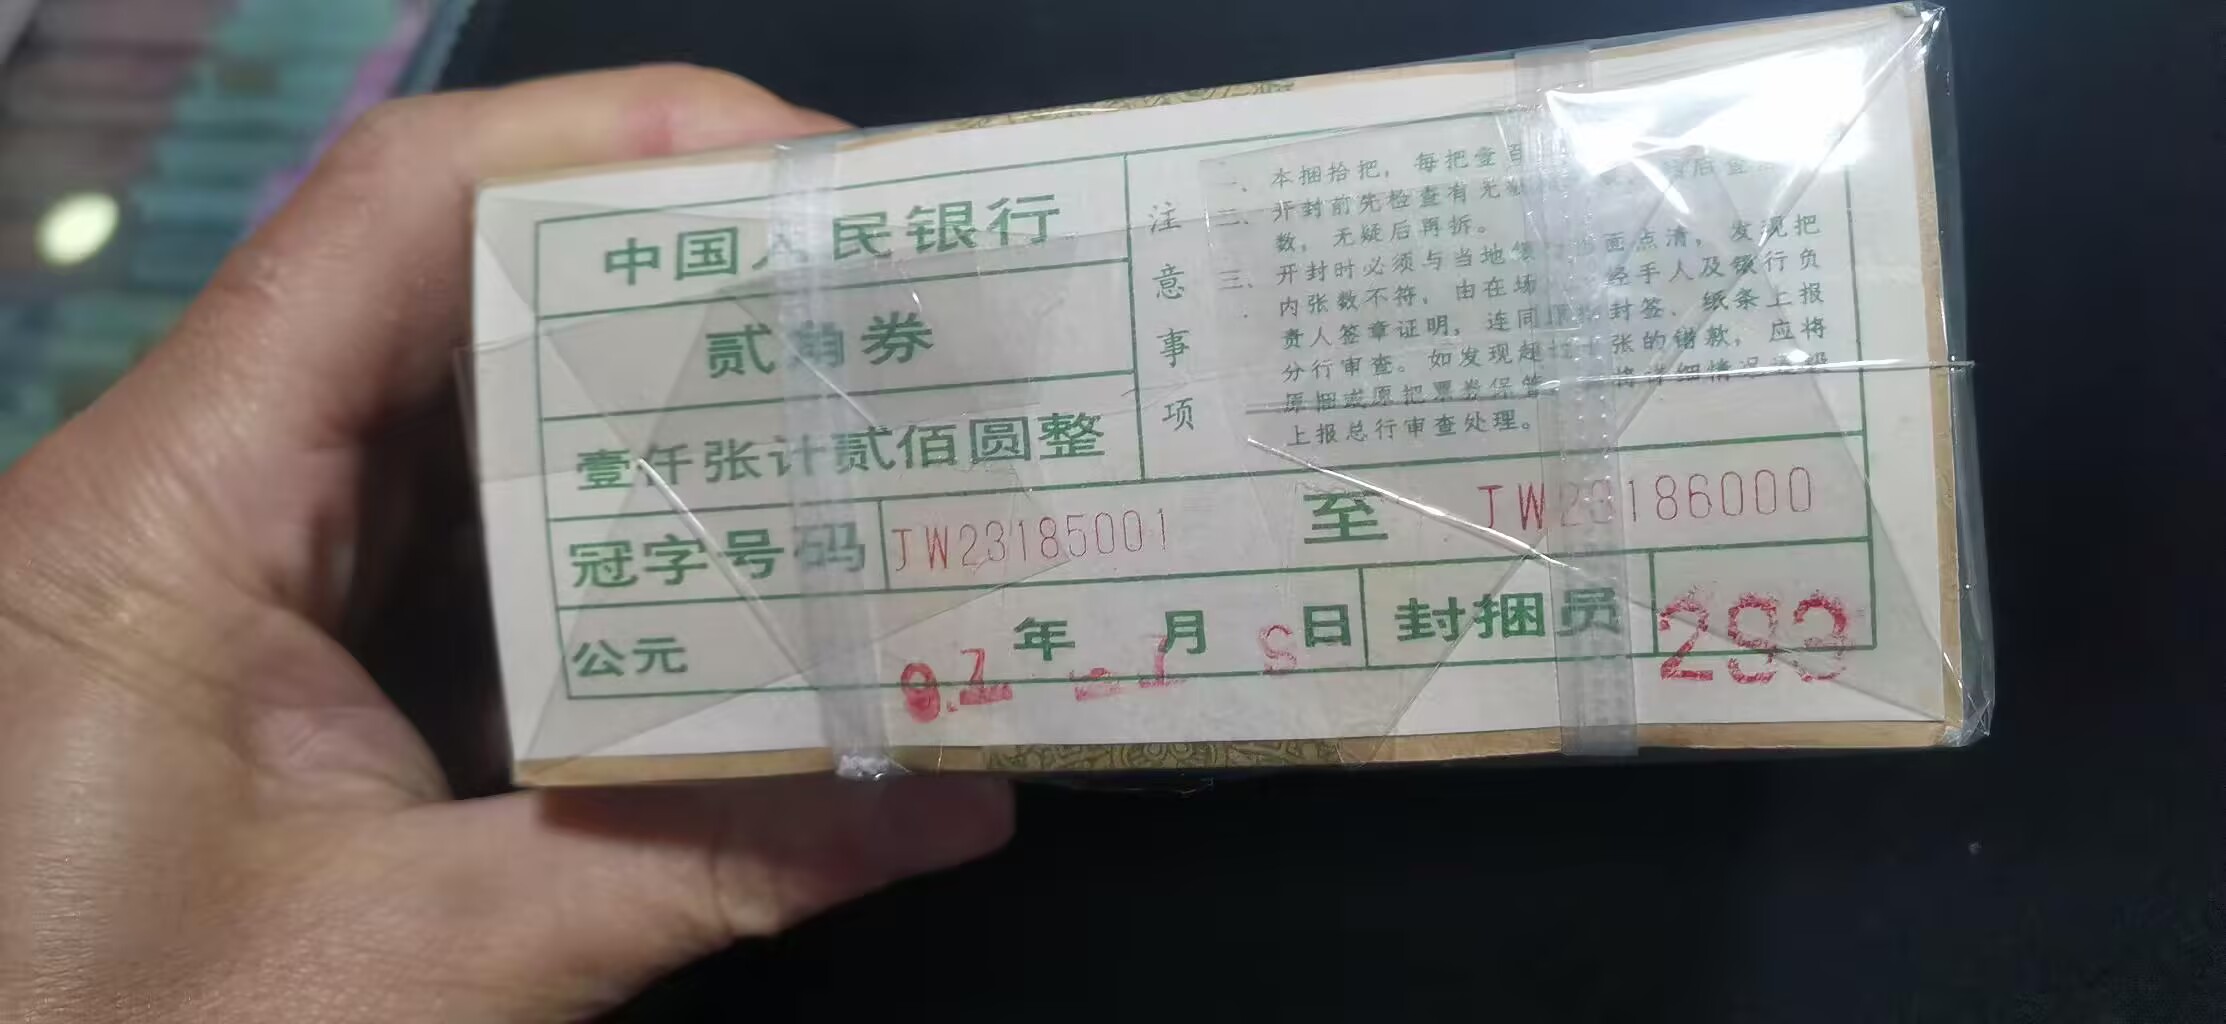 中国人民银行
贰角券
壹仟张计贰佰圆整
注意事项
一、本捆拾把，每把壹百
二、开封前先检查有无
数，无疑后再拆。
三、开封时必须与当地 面点清，发现把
内张数不符，由在场 经手人及银行负
责人签章证明，连同 封签、纸条上报
分行审查。如发现 张的错款，应将
原捆或原把票券保管 将详细情况
上报总行审查处理。
冠字号码 JW23185001 至 JW23186000
公元 年 月 日 封捆员 293